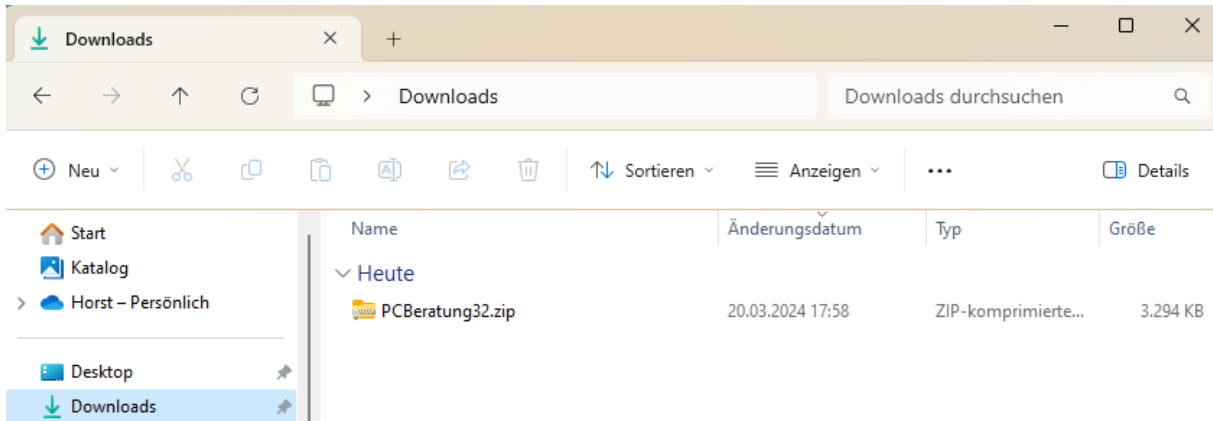 Downloads
Downloads
Downloads durchsuchen
Neu
Sortieren
Anzeigen
Details
Start
Katalog
Horst – Persönlich
Desktop
Downloads
Name Änderungsdatum Typ Größe
Heute
PCBeratung32.zip 20.03.2024 17:58 ZIP-komprimierte... 3.294 KB